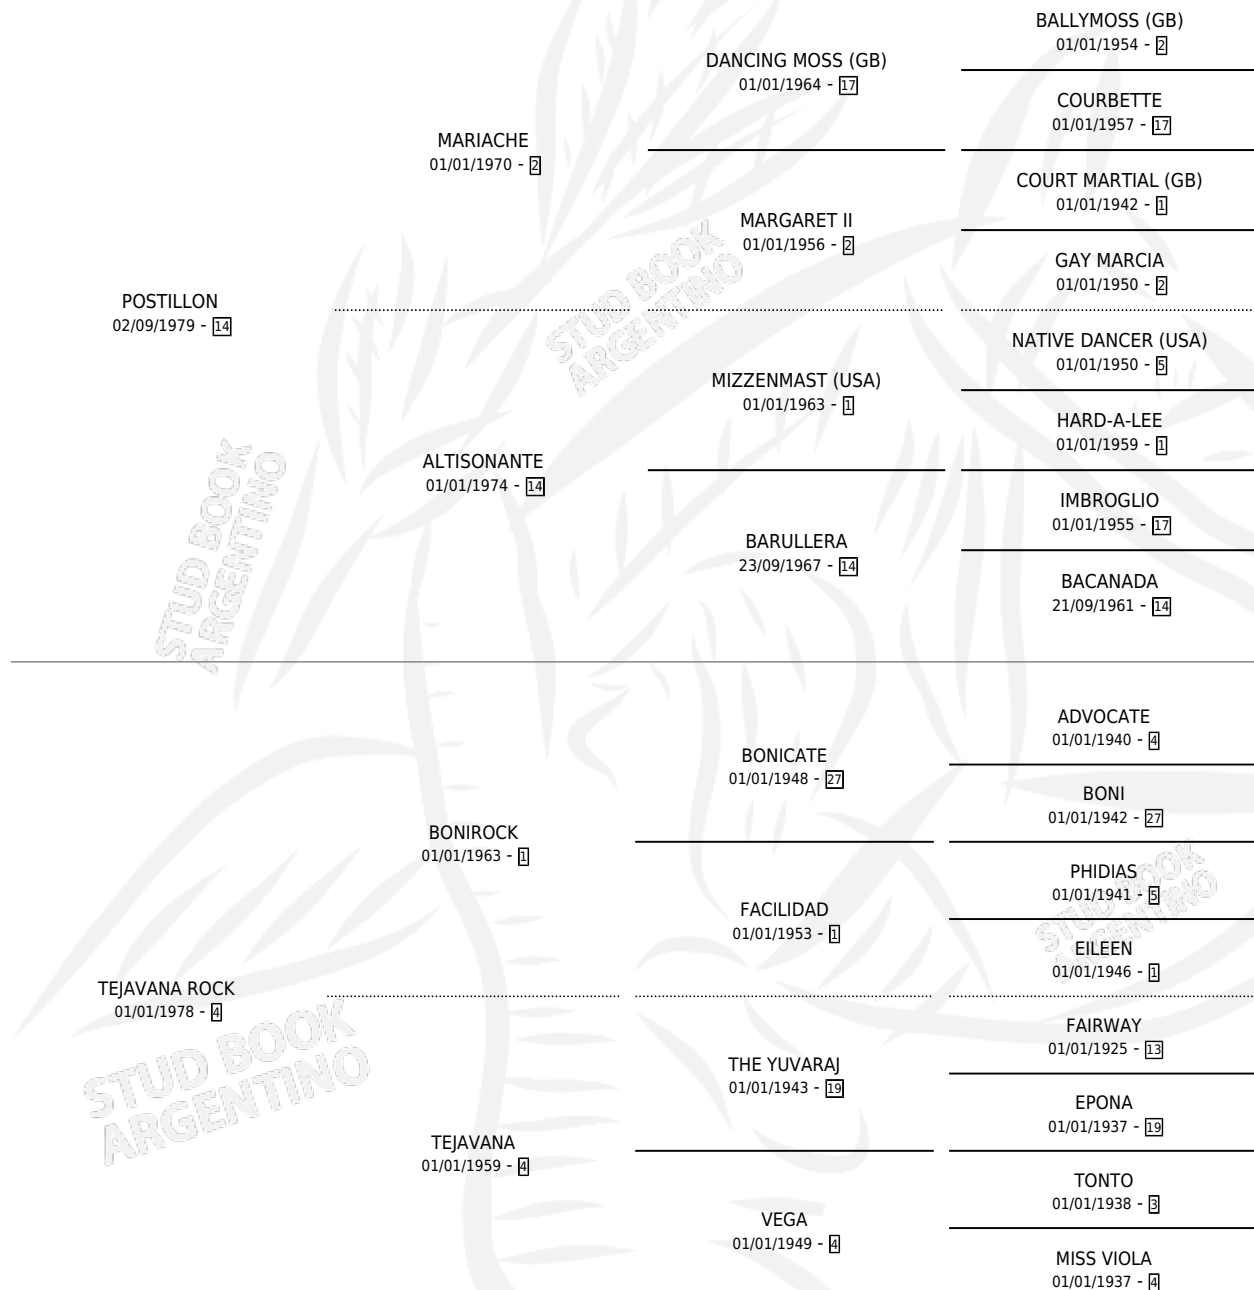 BALLYMOSS (GB)
01/01/1954 - 2
DANCING MOSS (GB)
01/01/1964 - 17
COURBETTE
01/01/1957 - 17
MARIACHE
01/01/1970 - 2
COURT MARTIAL (GB)
01/01/1942 - 1
MARGARET II
01/01/1956 - 2
GAY MARCIA
01/01/1950 - 2
POSTILLON
02/09/1979 - 14
NATIVE DANCER (USA)
01/01/1950 - 5
MIZZENMAST (USA)
01/01/1963 - 1
HARD-A-LEE
01/01/1959 - 1
ALTISONANTE
01/01/1974 - 14
IMBROGLIO
01/01/1955 - 17
BARULLERA
23/09/1967 - 14
BACANADA
21/09/1961 - 14
ADVOCATE
01/01/1940 - 4
BONICATE
01/01/1948 - 27
BONI
01/01/1942 - 27
BONIROCK
01/01/1963 - 1
PHIDIAS
01/01/1941 - 5
FACILIDAD
01/01/1953 - 1
EILEEN
01/01/1946 - 1
TEJAVANA ROCK
01/01/1978 - 4
FAIRWAY
01/01/1925 - 13
THE YUVARAJ
01/01/1943 - 19
EPONA
01/01/1937 - 19
TEJAVANA
01/01/1959 - 4
TONTO
01/01/1938 - 3
VEGA
01/01/1949 - 4
MISS VIOLA
01/01/1937 - 4
STUD BOOK
ARGENTINO
STUD BOOK
ARGENTINO
STUD BOOK
ARGENTINO
STUD BOOK
ARGENTINO